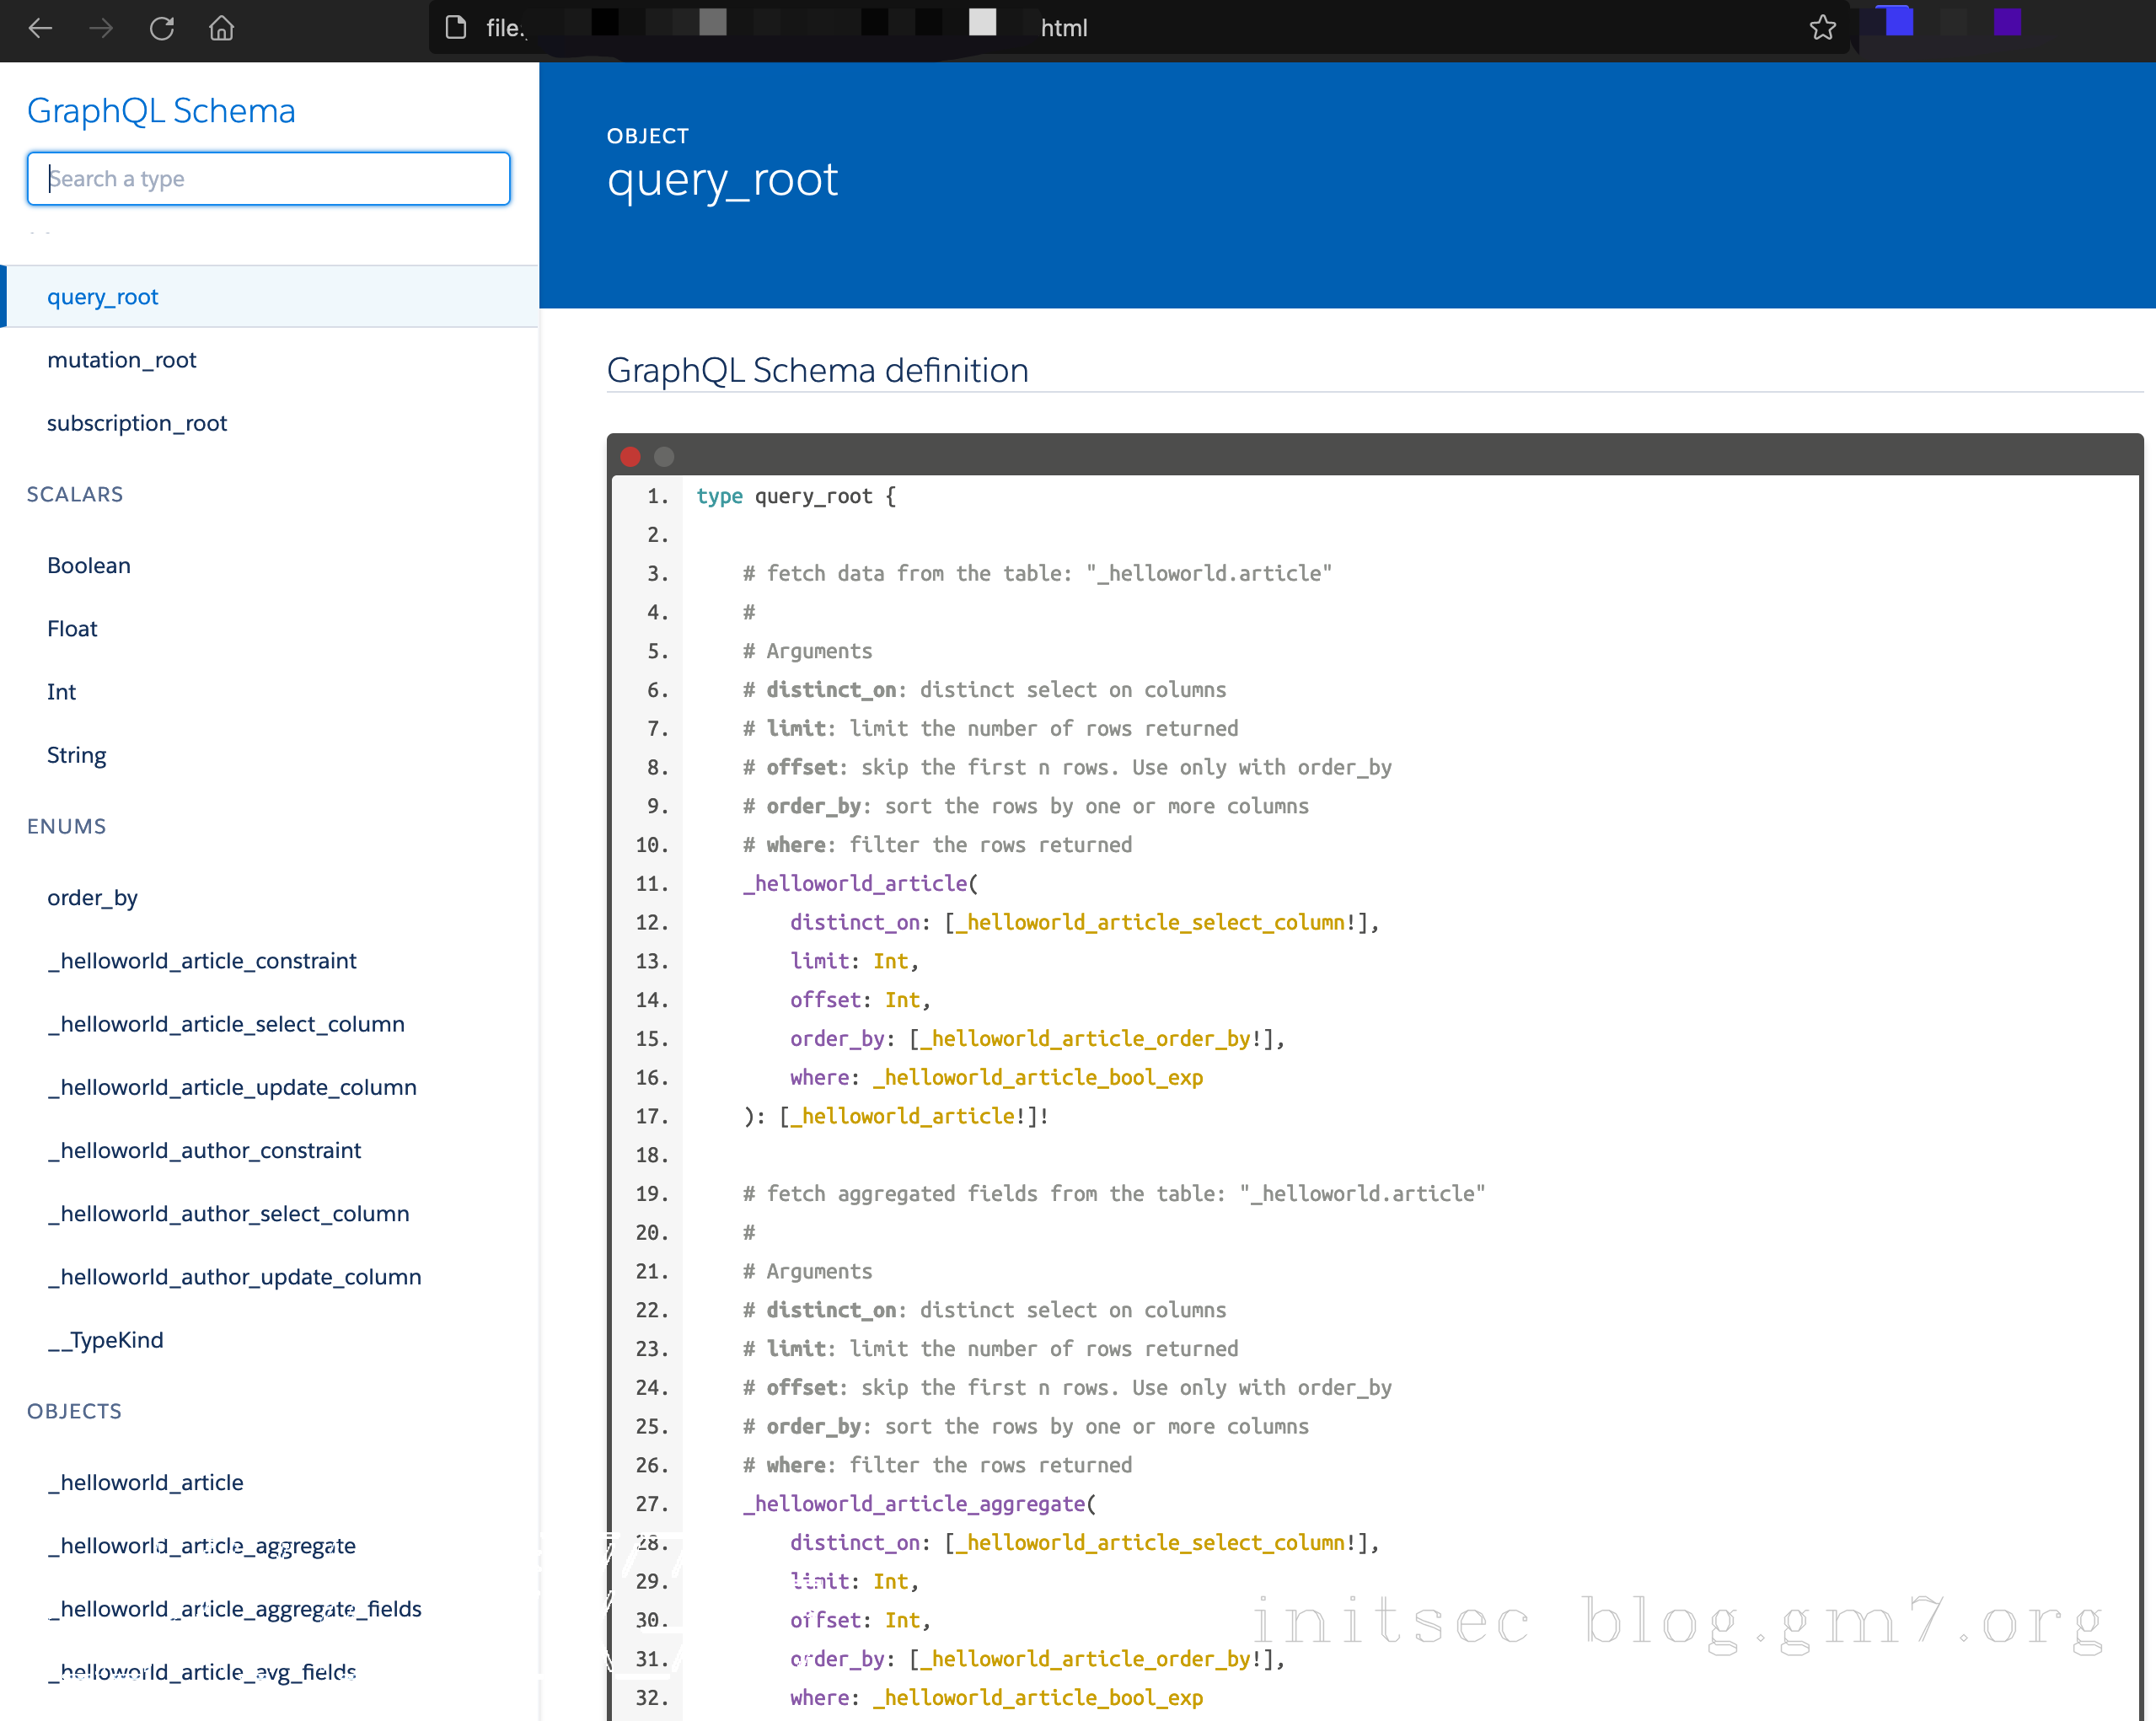 file:
html
GraphQL Schema
Search a type
query_root
mutation_root
subscription_root
SCALARS
Boolean
Float
Int
String
ENUMS
order_by
_helloworld_article_constraint
_helloworld_article_select_column
_helloworld_article_update_column
_helloworld_author_constraint
_helloworld_author_select_column
_helloworld_author_update_column
__TypeKind
OBJECTS
_helloworld_article
_helloworld_article_aggregate
_helloworld_article_aggregate_fields
_helloworld_article_avg_fields
OBJECT
query_root
GraphQL Schema definition
1. type query_root {
2.
3. # fetch data from the table: "_helloworld.article"
4. #
5. # Arguments
6. # distinct_on: distinct select on columns
7. # limit: limit the number of rows returned
8. # offset: skip the first n rows. Use only with order_by
9. # order_by: sort the rows by one or more columns
10. # where: filter the rows returned
11. _helloworld_article(
12. distinct_on: [_helloworld_article_select_column!],
13. limit: Int,
14. offset: Int,
15. order_by: [_helloworld_article_order_by!],
16. where: _helloworld_article_bool_exp
17. ): [_helloworld_article!]!
18.
19. # fetch aggregated fields from the table: "_helloworld.article"
20. #
21. # Arguments
22. # distinct_on: distinct select on columns
23. # limit: limit the number of rows returned
24. # offset: skip the first n rows. Use only with order_by
25. # order_by: sort the rows by one or more columns
26. # where: filter the rows returned
27. _helloworld_article_aggregate(
28. distinct_on: [_helloworld_article_select_column!],
29. limit: Int,
30. offset: Int,
31. order_by: [_helloworld_article_order_by!],
32. where: _helloworld_article_bool_exp
initsec blog.gm7.org